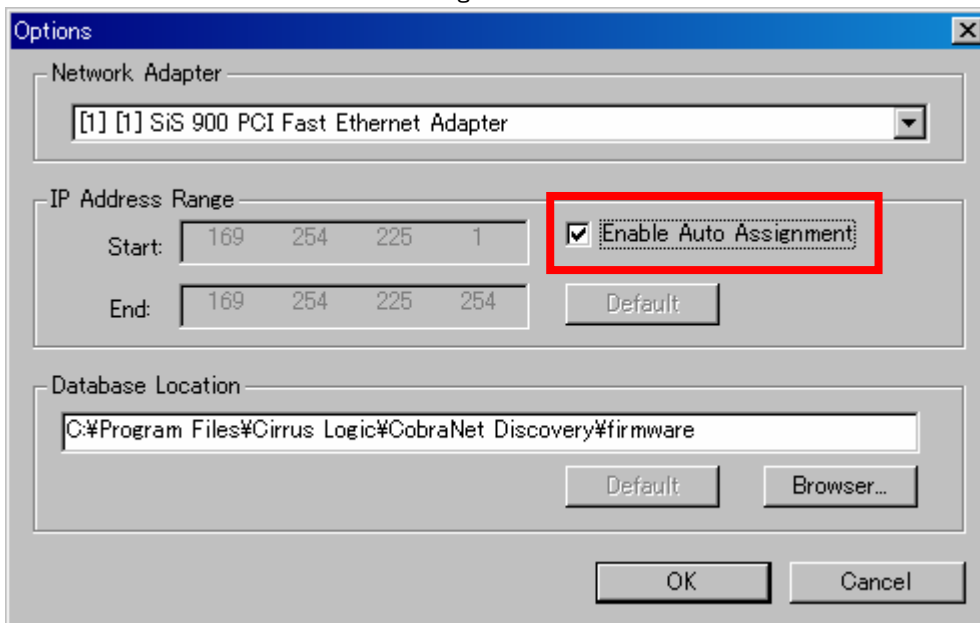 Options
Network Adapter
[1] [1] SiS 900 PCI Fast Ethernet Adapter
IP Address Range
Start: 169 254 225 1
Enable Auto Assignment
End: 169 254 225 254
Default
Database Location
C:¥Program Files¥Cirrus Logic¥CobraNet Discovery¥firmware
Default Browser...
OK Cancel